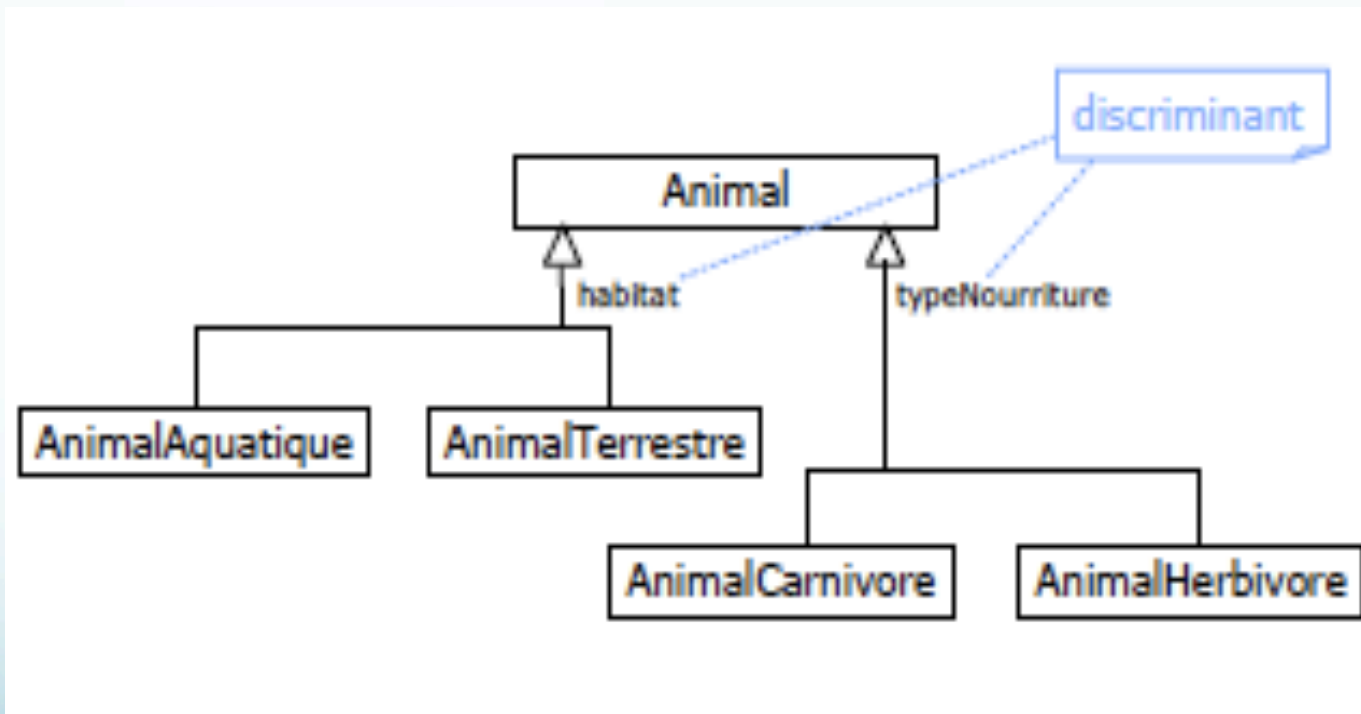 discriminant
Animal
habitat
typeNourriture
AnimalAquatique
AnimalTerrestre
AnimalCarnivore
AnimalHerbivore